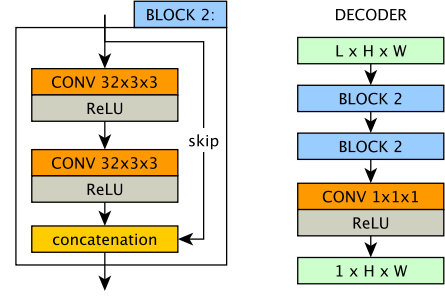 BLOCK 2:
CONV 32x3x3
ReLU
CONV 32x3x3
ReLU
skip
concatenation
DECODER
L x H x W
BLOCK 2
BLOCK 2
CONV 1x1x1
ReLU
1 x H x W